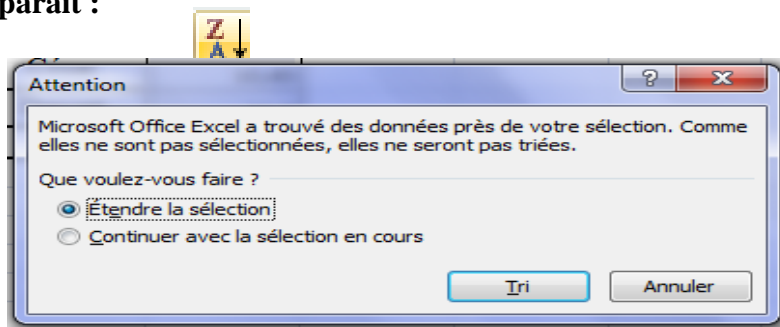 paraît :
Z
A
Attention
Microsoft Office Excel a trouvé des données près de votre sélection. Comme
elles ne sont pas sélectionnées, elles ne seront pas triées.
Que voulez-vous faire ?
Étendre la sélection
Continuer avec la sélection en cours
Tri
Annuler